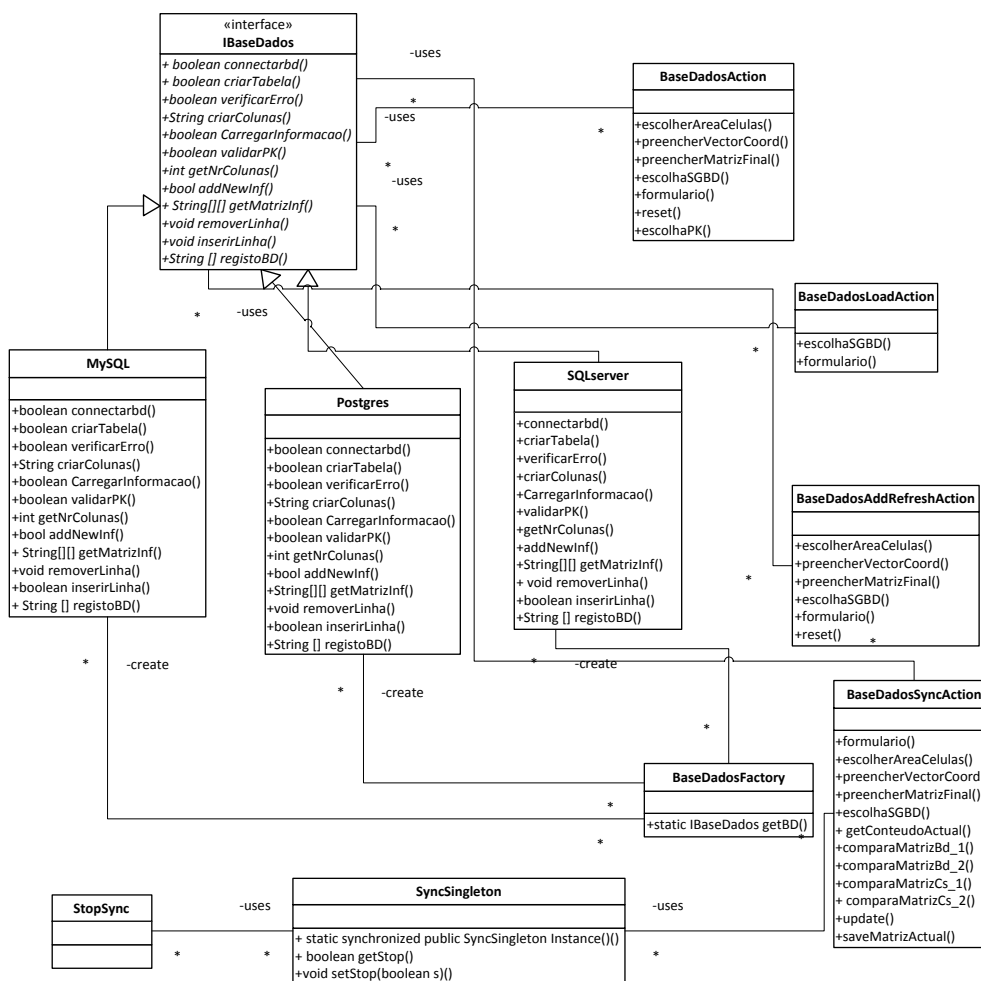 «interface»
IBaseDados
+ boolean connectarbd()
+ boolean criarTabela()
+boolean verificarErro()
+String criarColunas()
+boolean CarregarInformacao()
+boolean validarPK()
+int getNrColunas()
+bool addNewInf()
+ String[][] getMatrizInf()
+void removerLinha()
+void inserirLinha()
+String [] registoBD()
-uses
*
-uses
*
*
-uses
*
BaseDadosAction
+escolherAreaCelulas()
+preencherVectorCoord()
+preencherMatrizFinal()
+escolhaSGBD()
+formulario()
+reset()
+escolhaPK()
*
-uses
*
BaseDadosLoadAction
+escolhaSGBD()
+formulario()
MySQL
+boolean connectarbd()
+boolean criarTabela()
+boolean verificarErro()
+String criarColunas()
+boolean CarregarInformacao()
+boolean validarPK()
+int getNrColunas()
+bool addNewInf()
+ String[][] getMatrizInf()
+void removerLinha()
+boolean inserirLinha()
+ String [] registoBD()
Postgres
+boolean connectarbd()
+boolean criarTabela()
+boolean verificarErro()
+String criarColunas()
+boolean CarregarInformacao()
+boolean validarPK()
+int getNrColunas()
+bool addNewInf()
+String[][] getMatrizInf()
+void removerLinha()
+boolean inserirLinha()
+String [] registoBD()
SQLserver
+connectarbd()
+criarTabela()
+verificarErro()
+criarColunas()
+CarregarInformacao()
+validarPK()
+getNrColunas()
+addNewInf()
+String[][] getMatrizInf()
+ void removerLinha()
+boolean inserirLinha()
+String [] registoBD()
BaseDadosAddRefreshAction
+escolherAreaCelulas()
+preencherVectorCoord()
+preencherMatrizFinal()
+escolhaSGBD()
+formulario()
+reset()
*
*
*
-create
*
-create
*
-create
*
BaseDadosSyncAction
+formulario()
+escolherAreaCelulas()
+preencherVectorCoord
+preencherMatrizFinal()
+escolhaSGBD()
+ getConteudoActual()
+comparaMatrizBd_1()
+comparaMatrizBd_2()
+comparaMatrizCs_1()
+ comparaMatrizCs_2()
+update()
+saveMatrizActual()
BaseDadosFactory
+static IBaseDados getBD()
*
*
*
StopSync
-uses
*
*
SyncSingleton
+ static synchronized public SyncSingleton Instance()()
+ boolean getStop()
+void setStop(boolean s)()
-uses
*